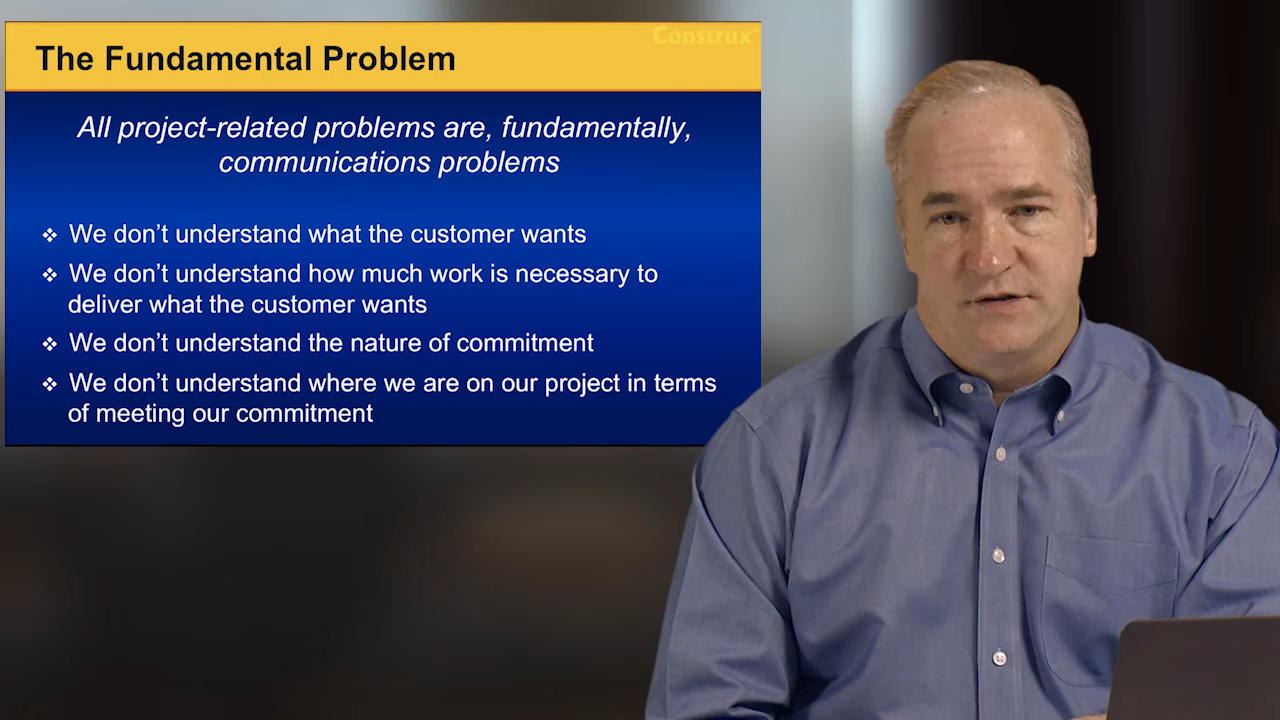 Construx
The Fundamental Problem
All project-related problems are, fundamentally,
communications problems
❖ We don’t understand what the customer wants
❖ We don’t understand how much work is necessary to
deliver what the customer wants
❖ We don’t understand the nature of commitment
❖ We don’t understand where we are on our project in terms
of meeting our commitment